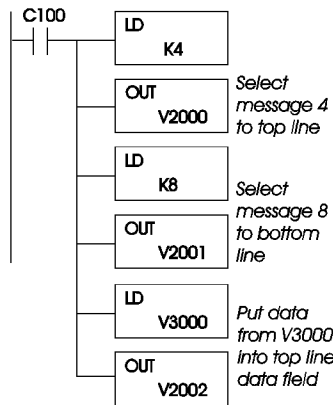 C100
LD
K4
OUT
V2000
Select
message 4
to top line
LD
K8
OUT
V2001
Select
message 8
to bottom
line
LD
V3000
OUT
V2002
Put data
from V3000
into top line
data field